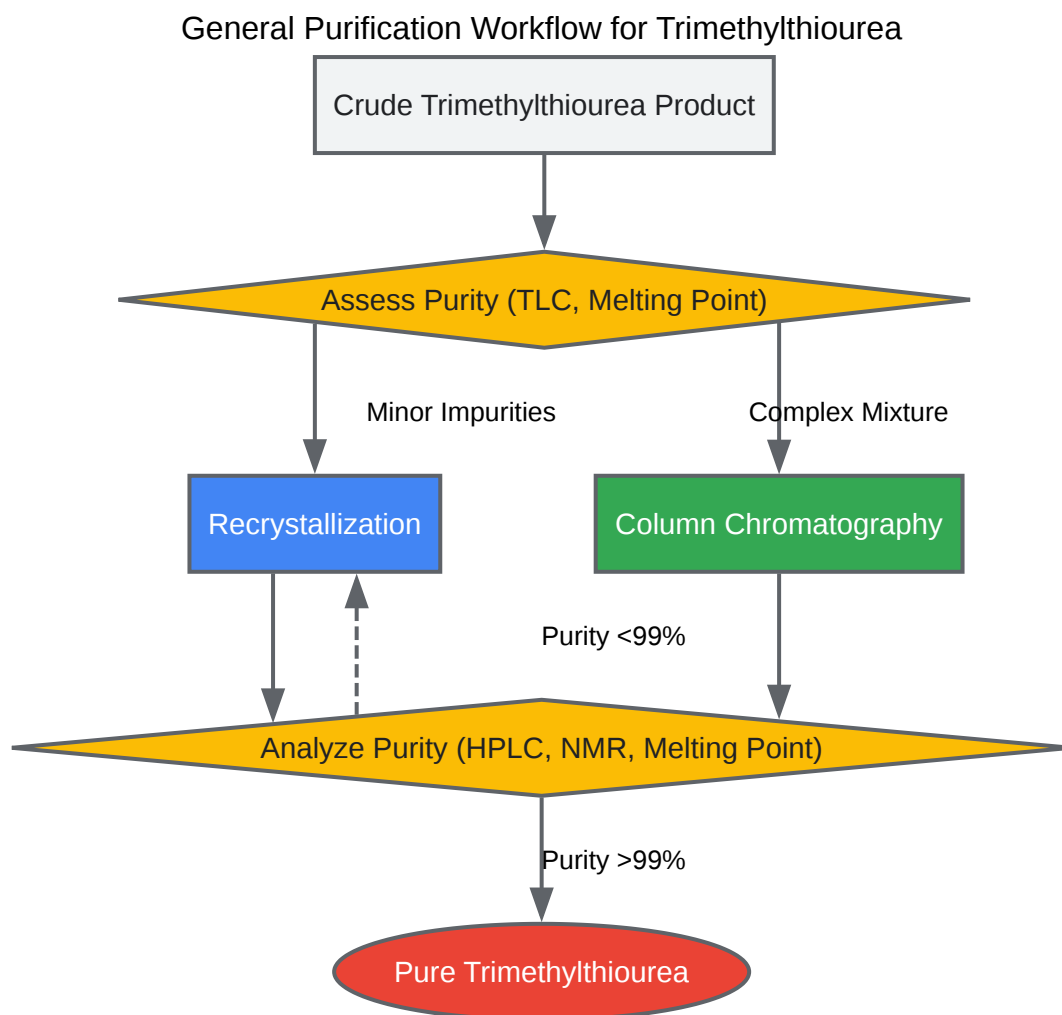 General Purification Workflow for Trimethylthiourea
Crude Trimethylthiourea Product
Assess Purity (TLC, Melting Point)
Minor Impurities
Complex Mixture
Recrystallization
Column Chromatography
Purity <99%
Analyze Purity (HPLC, NMR, Melting Point)
Purity >99%
Pure Trimethylthiourea